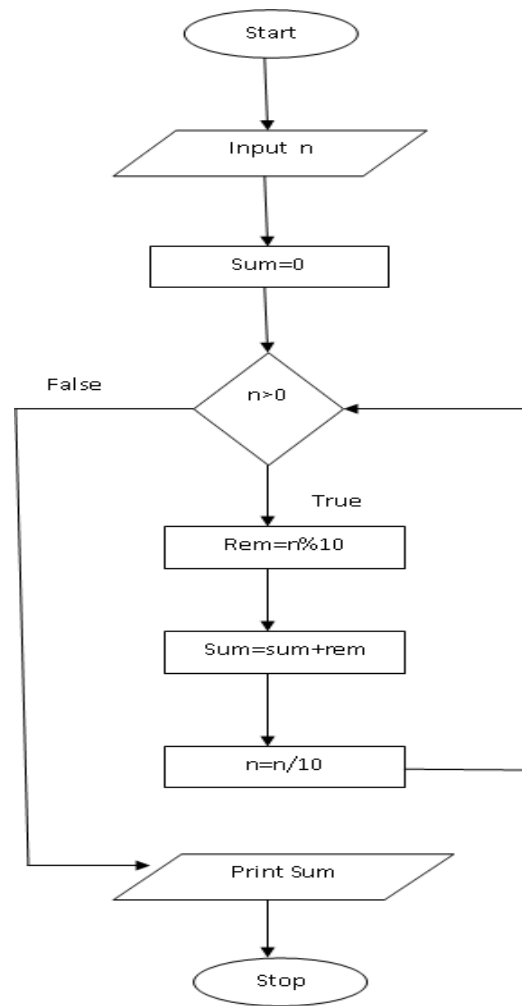 Start
Input n
Sum=0
n>0
False
True
Rem=n%10
Sum=sum+rem
n=n/10
Print Sum
Stop